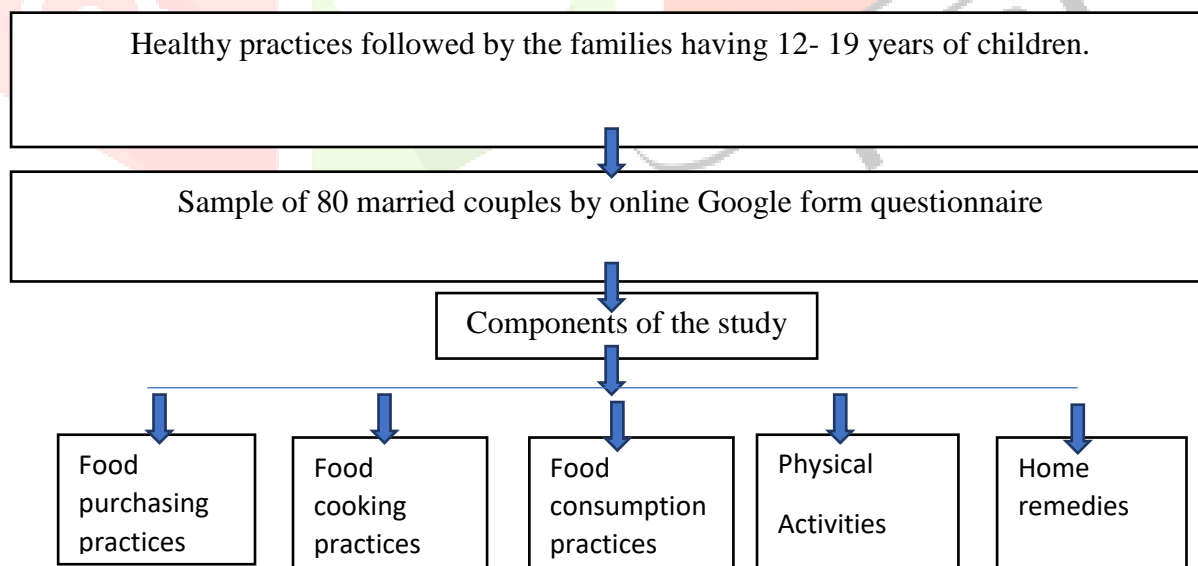 Healthy practices followed by the families having 12- 19 years of children.
Sample of 80 married couples by online Google form questionnaire
Components of the study
Food
purchasing
practices
Food
cooking
practices
Food
consumption
practices
Physical
Activities
Home
remedies